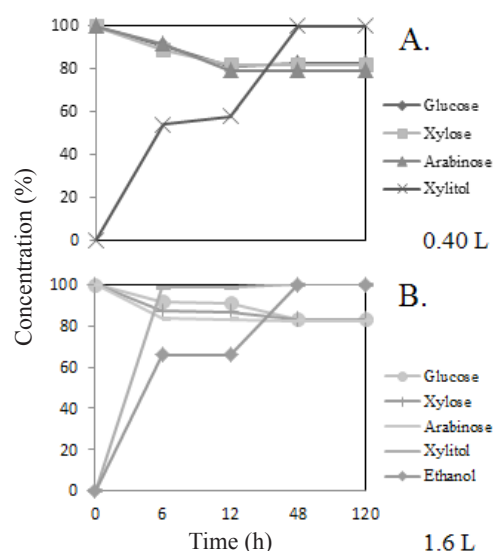 A.
100
80
60
40
20
0
Glucose
Xylose
Arabinose
Xylitol
0.40 L
Concentration (%)
B.
100
80
60
40
20
0
Glucose
Xylose
Arabinose
Xylitol
Ethanol
0 6 12 48 120
Time (h)
1.6 L